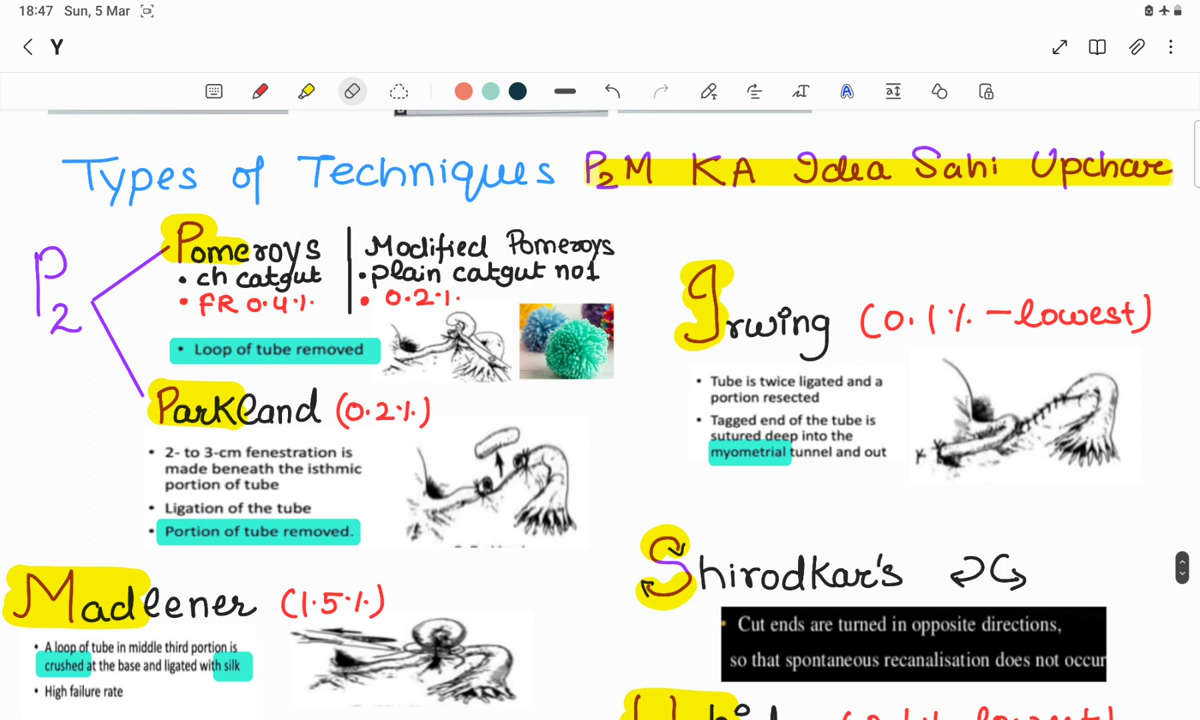 18:47 Sun, 5 Mar
Y
Types of Techniques P2M KA Idea Sahi Upchar
P2
Pomeroys
• ch catgut
• FR 0.4%
Modified Pomeroys
• plain catgut no1
• 0.2%
• Loop of tube removed
Parkland (0.2%)
• 2- to 3-cm fenestration is
made beneath the isthmic
portion of tube
• Ligation of the tube
• Portion of tube removed.
Madlener (1.5%)
• A loop of tube in middle third portion is
crushed at the base and ligated with silk
• High failure rate
Irwing (0.1% - lowest)
• Tube is twice ligated and a
portion resected
• Tagged end of the tube is
sutured deep into the
myometrial tunnel and out
Shirodkar's
• Cut ends are turned in opposite directions,
so that spontaneous recanalisation does not occur